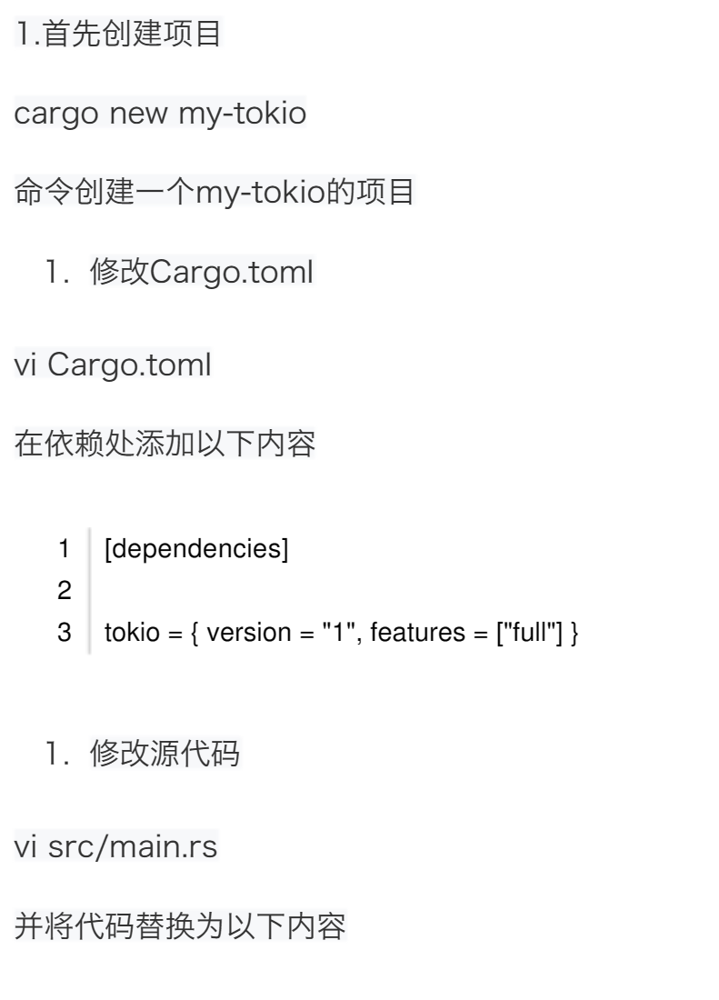 1.首先创建项目
cargo new my-tokio
命令创建一个my-tokio的项目
1. 修改Cargo.toml
vi Cargo.toml
在依赖处添加以下内容
1 [dependencies]
2
3 tokio = { version = "1", features = ["full"] }
1. 修改源代码
vi src/main.rs
并将代码替换为以下内容